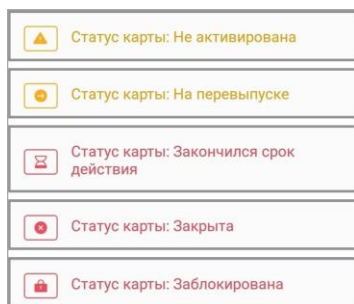 Статус карты: Не активирована
Статус карты: На перевыпуске
Статус карты: Закончился срок
действия
Статус карты: Закрыта
Статус карты: Заблокирована